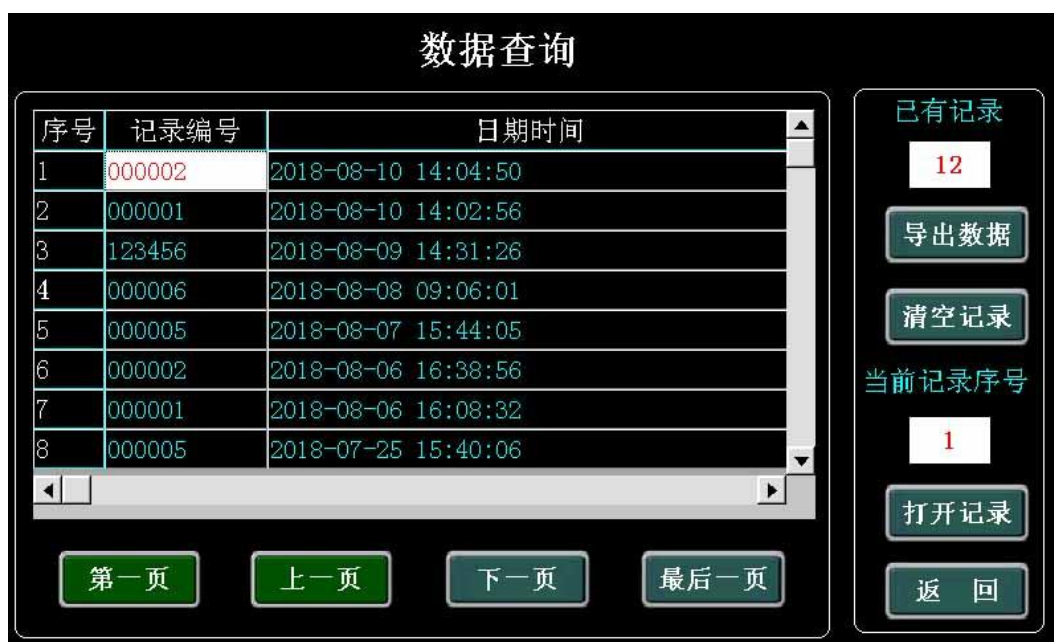 数据查询
序号 记录编号 日期时间
1 000002 2018-08-10 14:04:50
2 000001 2018-08-10 14:02:56
3 123456 2018-08-09 14:31:26
4 000006 2018-08-08 09:06:01
5 000005 2018-08-07 15:44:05
6 000002 2018-08-06 16:38:56
7 000001 2018-08-06 16:08:32
8 000005 2018-07-25 15:40:06
第一页 上一页 下一页 最后一页
已有记录
12
导出数据
清空记录
当前记录序号
1
打开记录
返 回